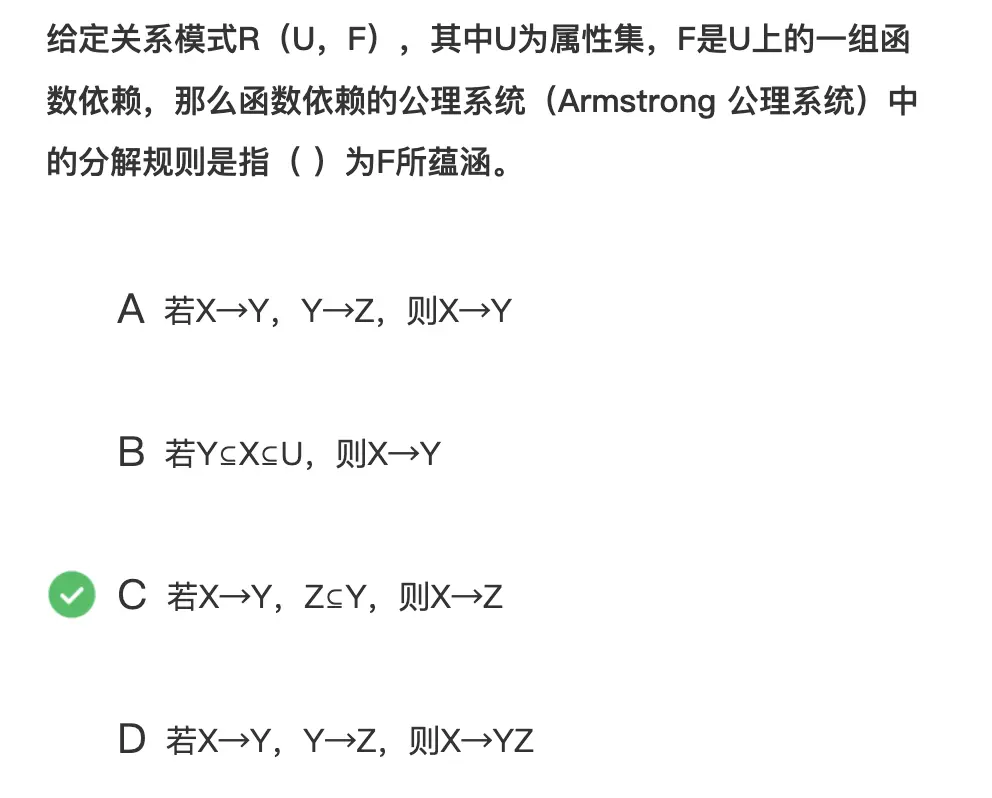 给定关系模式R（U，F），其中U为属性集，F是U上的一组函
数依赖，那么函数依赖的公理系统（Armstrong 公理系统）中
的分解规则是指（ ）为F所蕴涵。
A 若X→Y，Y→Z，则X→Y
B 若Y⊆X⊆U，则X→Y
C 若X→Y，Z⊆Y，则X→Z
D 若X→Y，Y→Z，则X→YZ